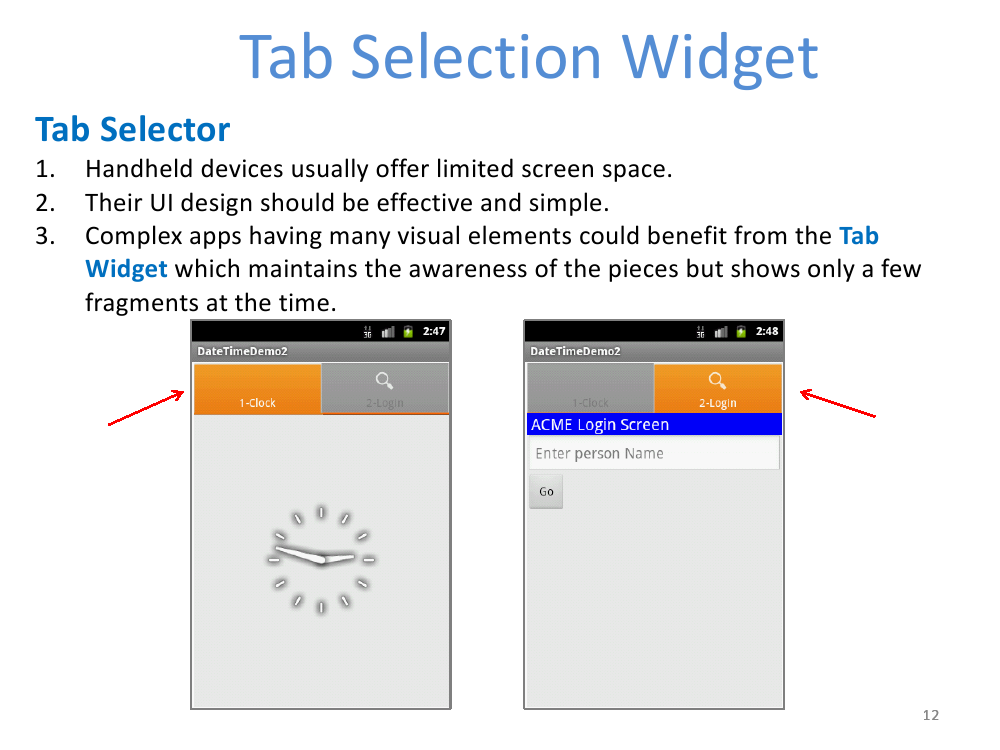 Tab Selection Widget
Tab Selector
1. Handheld devices usually offer limited screen space.
2. Their UI design should be effective and simple.
3. Complex apps having many visual elements could benefit from the Tab
Widget which maintains the awareness of the pieces but shows only a few
fragments at the time.
3G 2:47
DateTimeDemo2
1-Clock 2-Login
3G 2:48
DateTimeDemo2
1-Clock 2-Login
ACME Login Screen
Enter person Name
Go
12